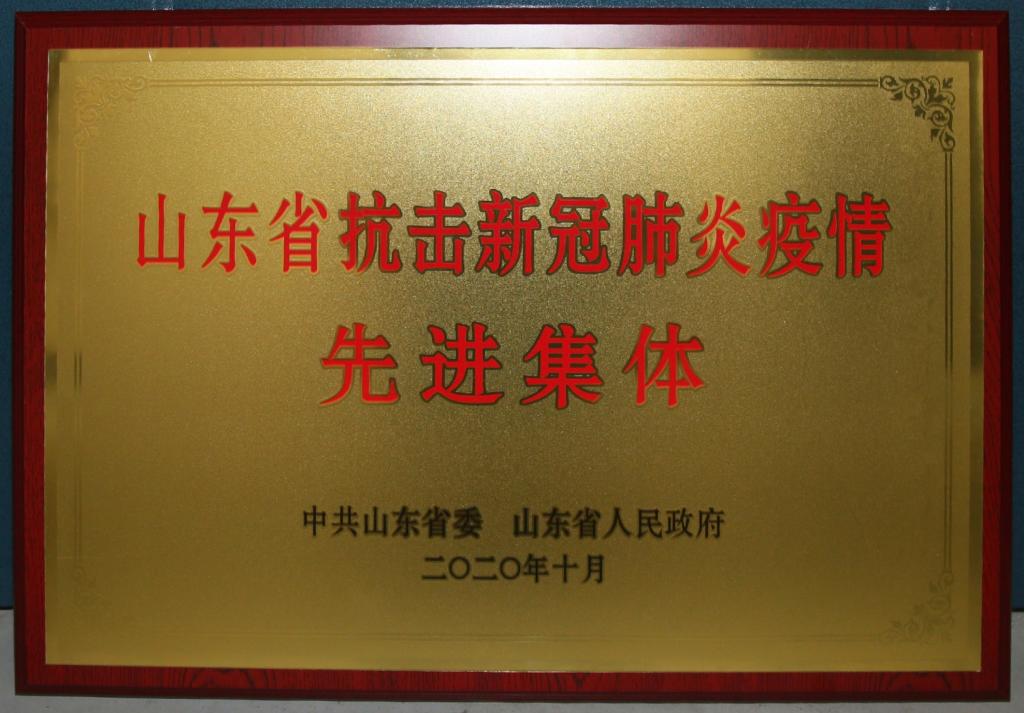 山东省抗击新冠肺炎疫情
先进集体
中共山东省委 山东省人民政府
二〇二〇年十月